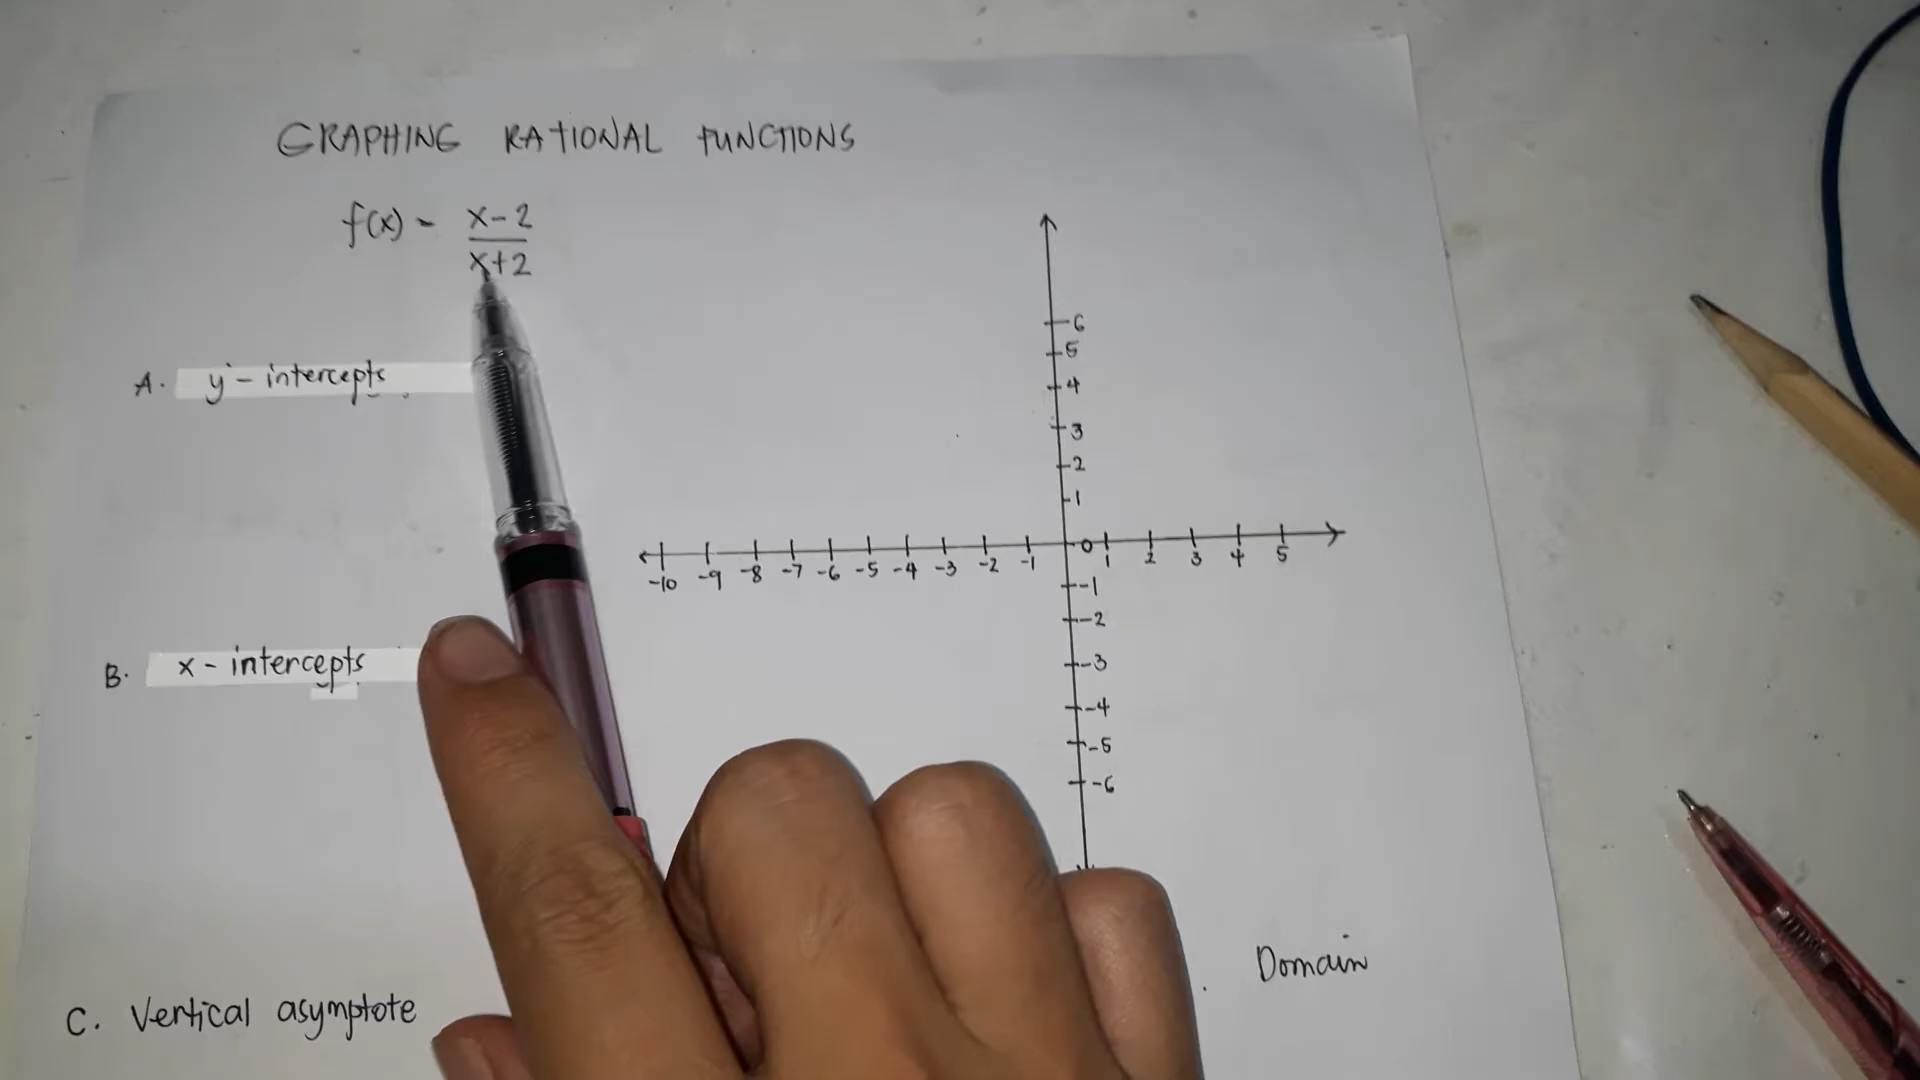 GRAPHING RATIONAL FUNCTIONS
f(x) = x-2
x+2
A. y-intercepts
B. x-intercepts
C. Vertical asymptote
Domain
6
5
4
3
2
1
-10 -9 -8 -7 -6 -5 -4 -3 -2 -1 0 1 2 3 4 5
-1
-2
-3
-4
-5
-6